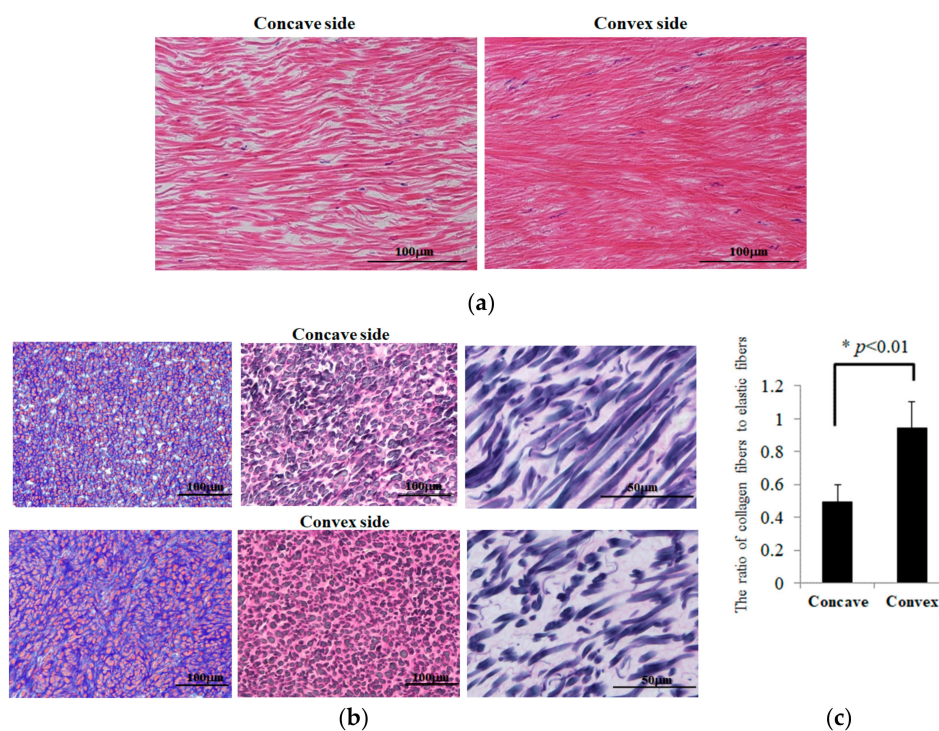 Concave side
Convex side
100μm
100μm
(a)
Concave side
100μm
100μm
50μm
Convex side
100μm
100μm
50μm
(b)
The ratio of collagen fibers to elastic fibers
* p<0.01
1.2
1
0.8
0.6
0.4
0.2
0
Concave
Convex
(c)